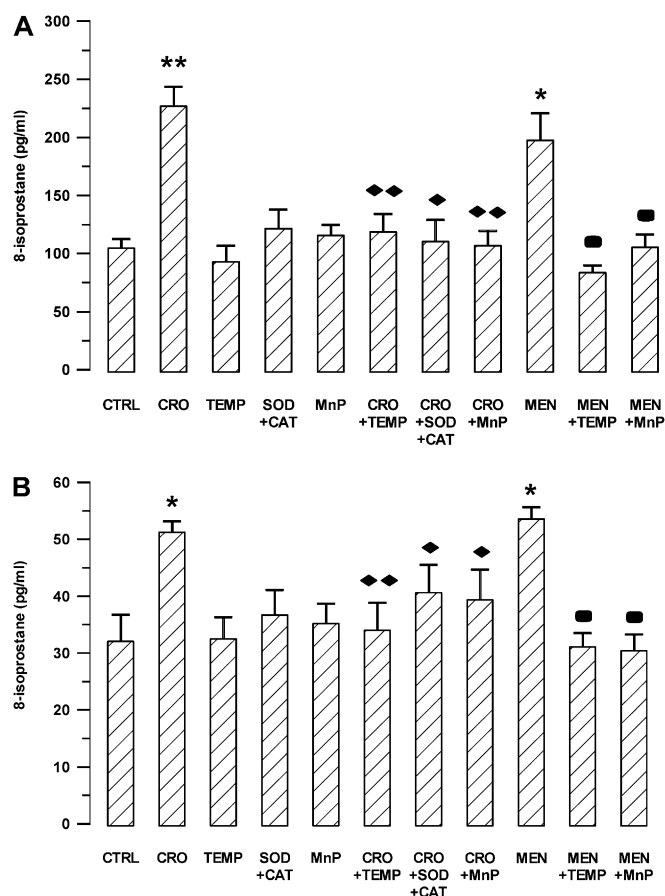 A
300
250
200
150
100
50
0
8-isoprostane (pg/ml)
**
*
CTRL CRO TEMP SOD MnP CRO CRO CRO MEN MEN MEN
+CAT +TEMP +SOD +MnP +TEMP +MnP
+CAT
B
60
50
40
30
20
10
0
8-isoprostane (pg/ml)
*
*
CTRL CRO TEMP SOD MnP CRO CRO CRO MEN MEN MEN
+CAT +TEMP +SOD +MnP +TEMP +MnP
+CAT